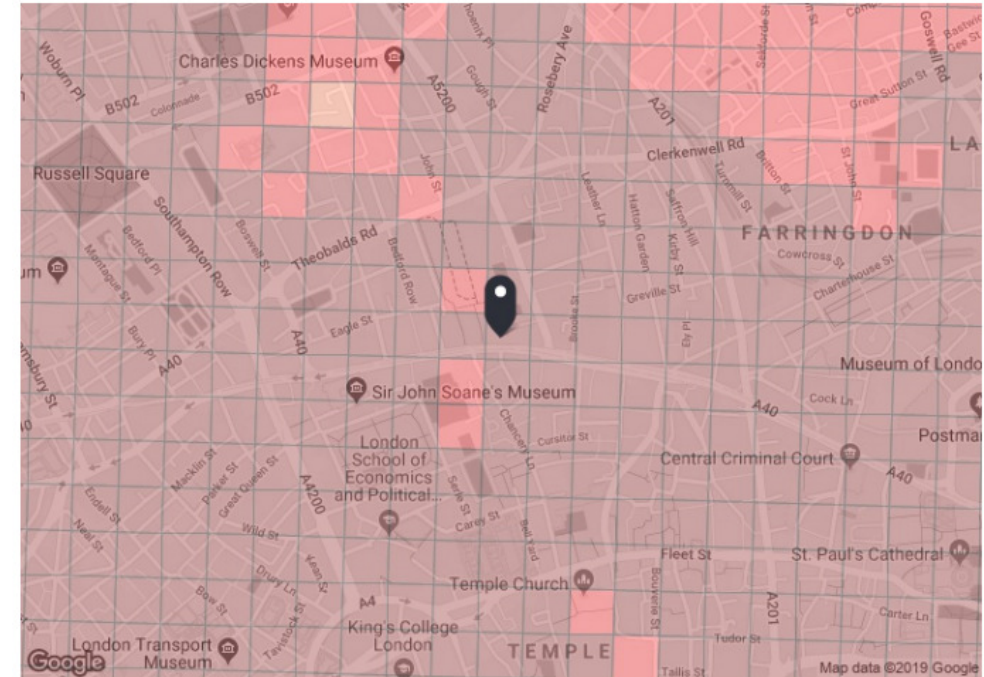 Woburn Pl
Charles Dickens Museum
B502
Colonnade
B502
A5200
Gough St
Rosebery Ave
A201
Goswell Rd
Great Sutton St
Russell Square
Clerkenwell Rd
Turnmill St
Britton St
St John St
John St
Southampton Row
Bedford Pl
Montague St
Boswell St
Theobalds Rd
Bedford Row
Leather Ln
Hatton Garden
Saffron Hill
Kirby St
FARRINGDON
Cowcross St
Charterhouse St
Greville St
Brooke St
Ely Pl
Eagle St
Bury Pl
A40
A40
Sir John Soane's Museum
Museum of Londo
Cock Ln
A40
Postma
Chancery Ln
Cursitor St
Central Criminal Court
A40
London
School of
Economics
and Political...
Macklin St
Parker St
Great Queen St
A4200
Endell St
Neal St
Wild St
Serle St
Carey St
Bell Yard
Fleet St
St. Paul's Cathedral
Drury Ln
Kean St
Bow St
Tavistock St
A4
Temple Church
Bouverie St
A201
Carter Ln
King's College
London
TEMPLE
Tudor St
Tallis St
London Transport
Museum
Google
Map data ©2019 Google